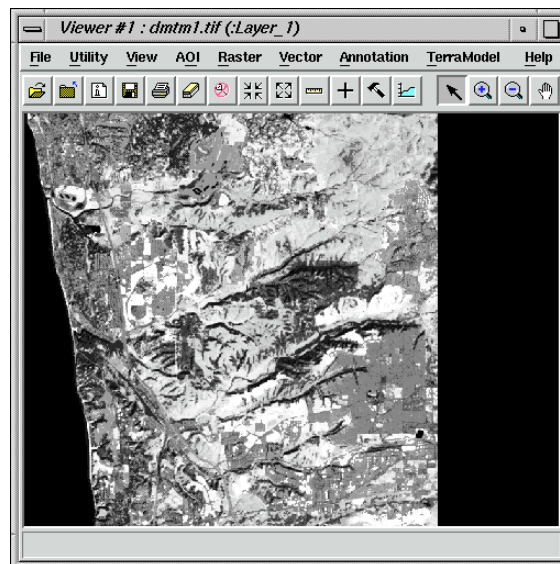 Viewer #1 : dmtm1.tif (:Layer_1)
File Utility View AOI Raster Vector Annotation TerraModel Help